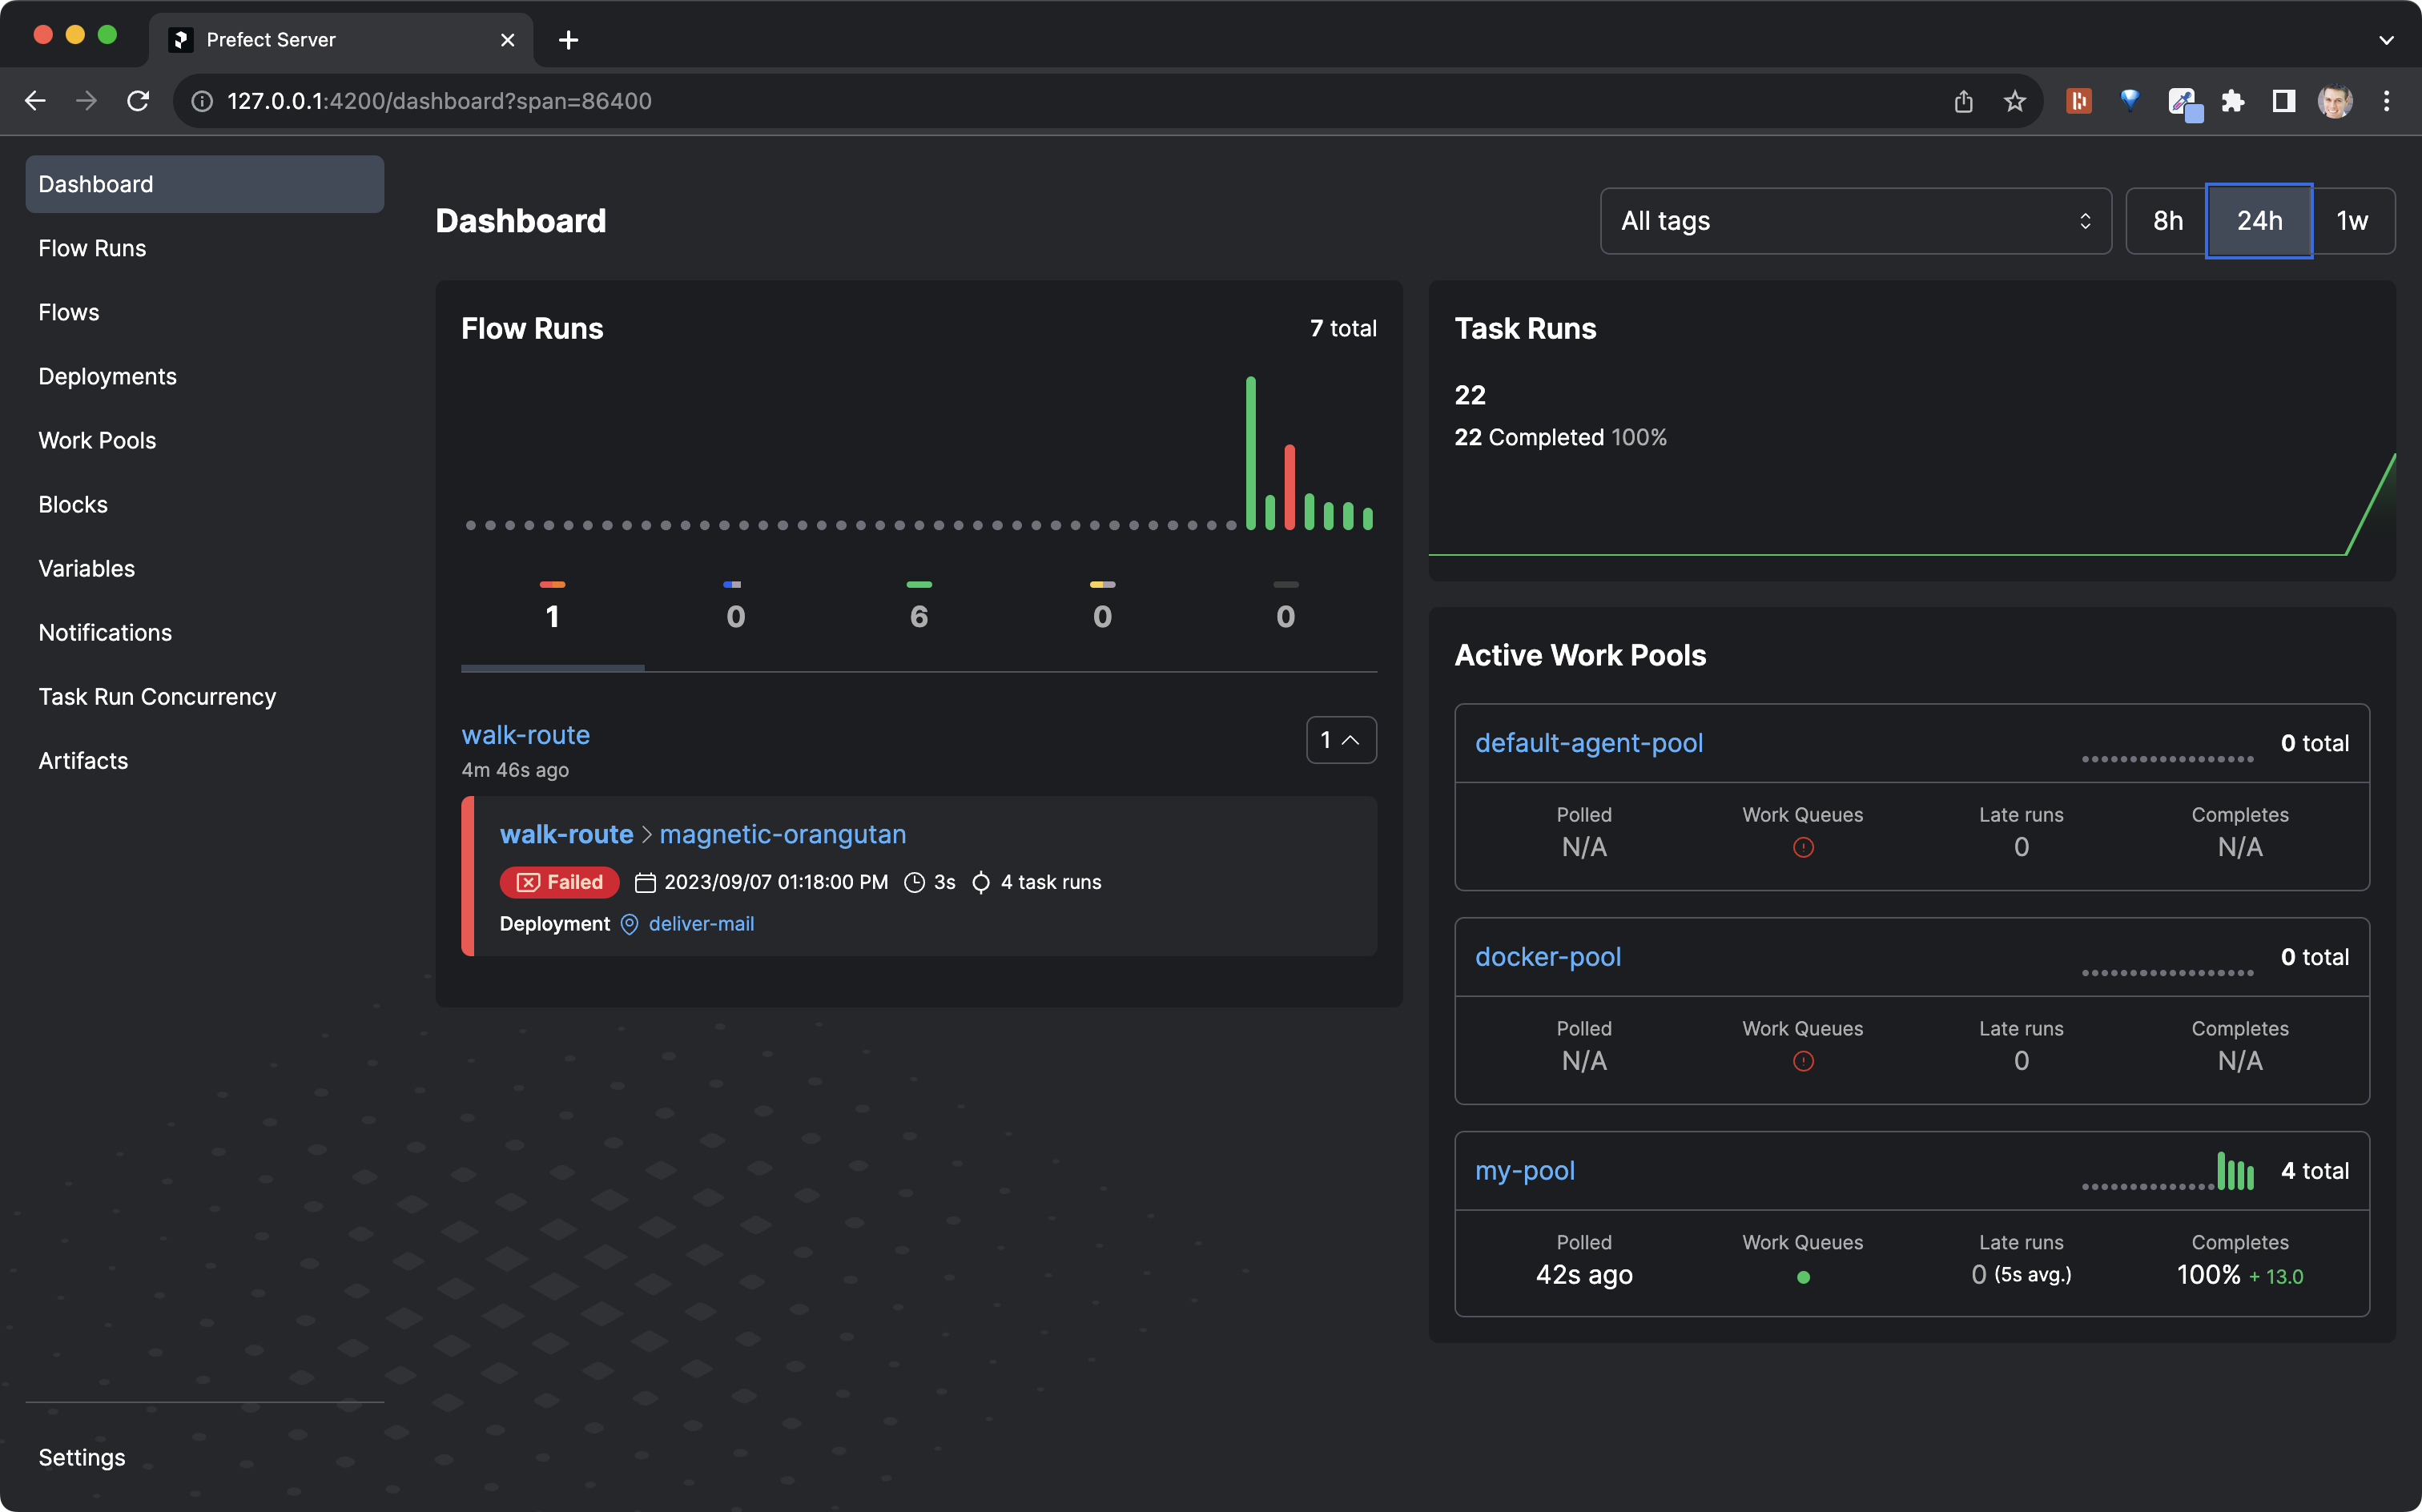 Prefect Server
127.0.0.1:4200/dashboard?span=86400
Dashboard
Flow Runs
Flows
Deployments
Work Pools
Blocks
Variables
Notifications
Task Run Concurrency
Artifacts
Settings
Dashboard
All tags
8h 24h 1w
Flow Runs 7 total
1 0 6 0 0
walk-route 1
4m 46s ago
walk-route > magnetic-orangutan
Failed 2023/09/07 01:18:00 PM 3s 4 task runs
Deployment deliver-mail
Task Runs
22
22 Completed 100%
Active Work Pools
default-agent-pool 0 total
Polled Work Queues Late runs Completes
N/A 0 N/A
docker-pool 0 total
Polled Work Queues Late runs Completes
N/A 0 N/A
my-pool 4 total
Polled Work Queues Late runs Completes
42s ago 0 (5s avg.) 100% + 13.0